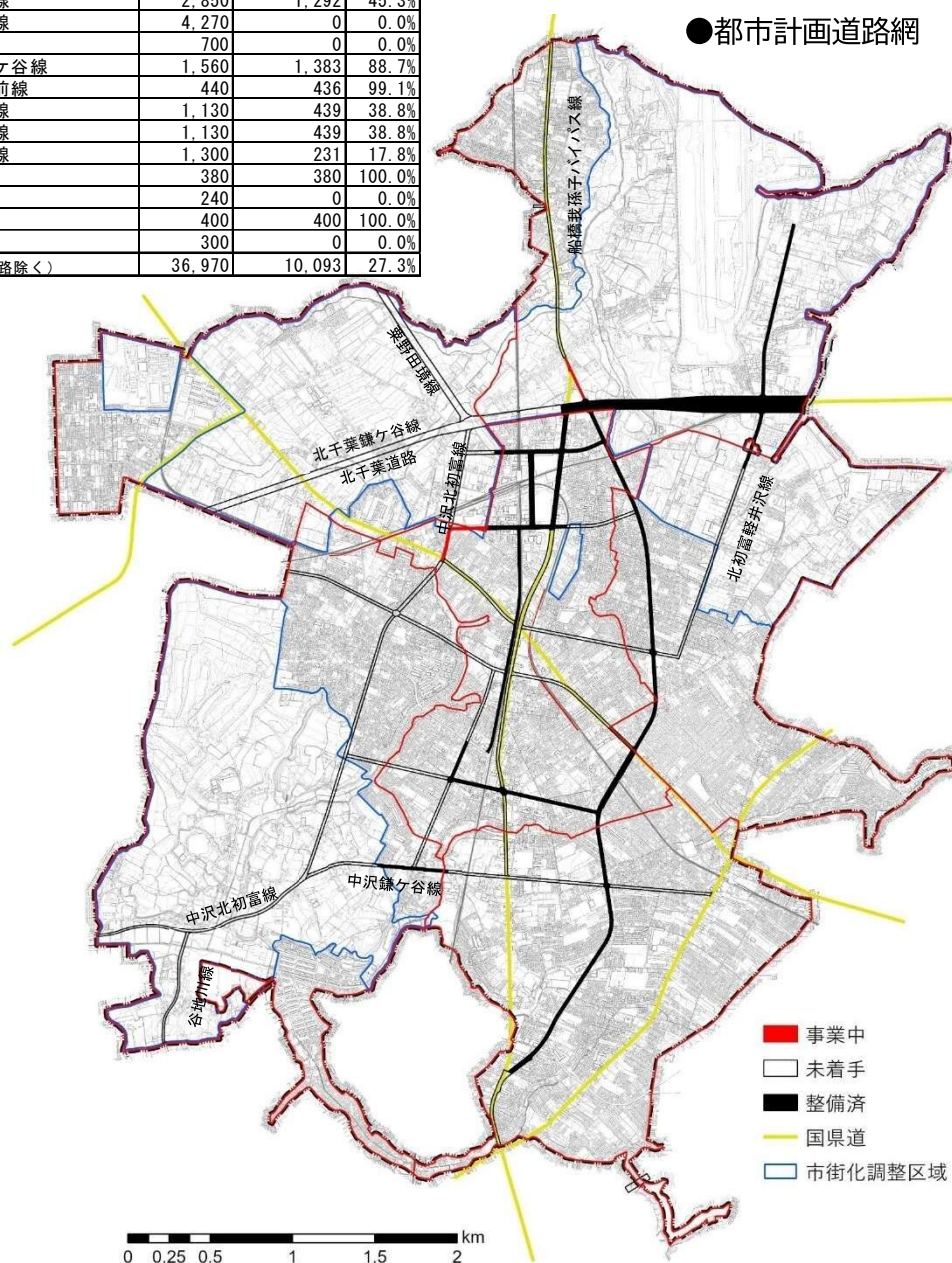 線 2,850 1,292 45.3%
線 4,270 0 0.0%
700 0 0.0%
ケ谷線 1,560 1,383 88.7%
前線 440 436 99.1%
線 1,130 439 38.8%
線 1,130 439 38.8%
線 1,300 231 17.8%
380 380 100.0%
240 0 0.0%
400 400 100.0%
300 0 0.0%
路除く) 36,970 10,093 27.3%
●都市計画道路網
船橋我孫子バイパス線
粟野田境線
北千葉鎌ケ谷線
北千葉道路
中沢北初富線
北初富軽井沢線
中沢鎌ケ谷線
中沢北初富線
谷地川線
事業中
未着手
整備済
国県道
市街化調整区域
km
0 0.25 0.5 1 1.5 2